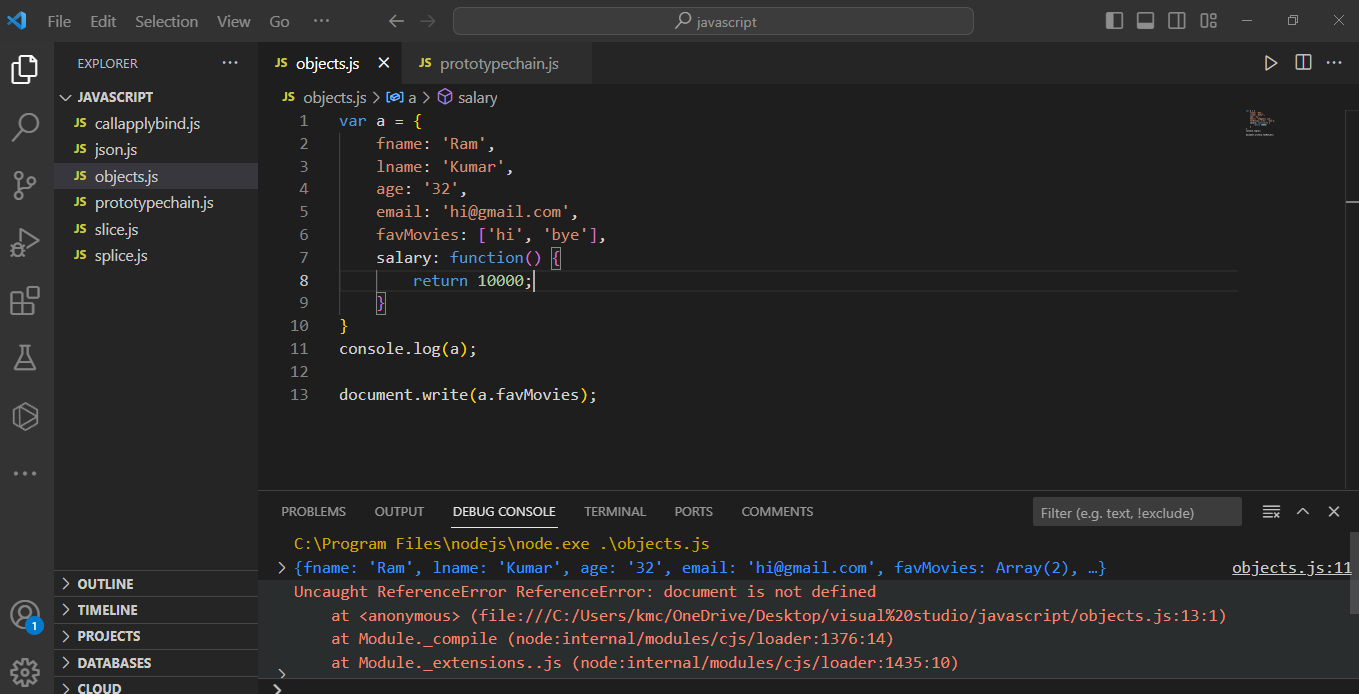 File Edit Selection View Go ··· javascript
EXPLORER ···
JAVASCRIPT
JS callapplybind.js
JS json.js
JS objects.js
JS prototypechain.js
JS slice.js
JS splice.js
OUTLINE
TIMELINE
PROJECTS
DATABASES
CLOUD
1
JS objects.js JS prototypechain.js
JS objects.js > a > salary
1 var a = {
2 fname: 'Ram',
3 lname: 'Kumar',
4 age: '32',
5 email: 'hi@gmail.com',
6 favMovies: ['hi', 'bye'],
7 salary: function() {
8 return 10000;
9 }
10 }
11 console.log(a);
12
13 document.write(a.favMovies);
PROBLEMS OUTPUT DEBUG CONSOLE TERMINAL PORTS COMMENTS Filter (e.g. text, !exclude)
C:\Program Files\nodejs\node.exe .\objects.js
> {fname: 'Ram', lname: 'Kumar', age: '32', email: 'hi@gmail.com', favMovies: Array(2), …} objects.js:11
Uncaught ReferenceError ReferenceError: document is not defined
at <anonymous> (file:///C:/Users/kmc/OneDrive/Desktop/visual%20studio/javascript/objects.js:13:1)
at Module._compile (node:internal/modules/cjs/loader:1376:14)
at Module._extensions..js (node:internal/modules/cjs/loader:1435:10)